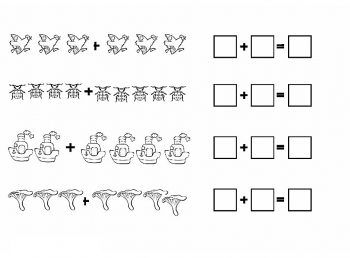 + + =
+ + =
+ + =
+ + =